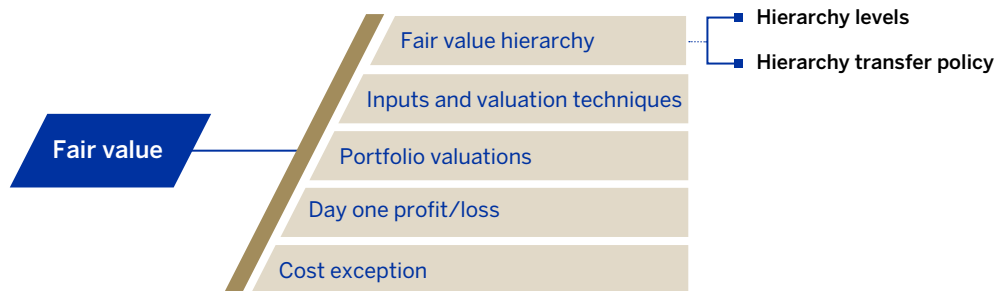 Fair value
Fair value hierarchy
Hierarchy levels
Hierarchy transfer policy
Inputs and valuation techniques
Portfolio valuations
Day one profit/loss
Cost exception